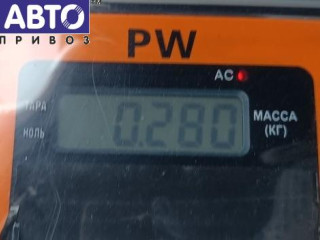 АВТО
ПРИВОЗ
PW
AC
ТАРА
НОЛЬ
0.280
МАССА
(КГ)